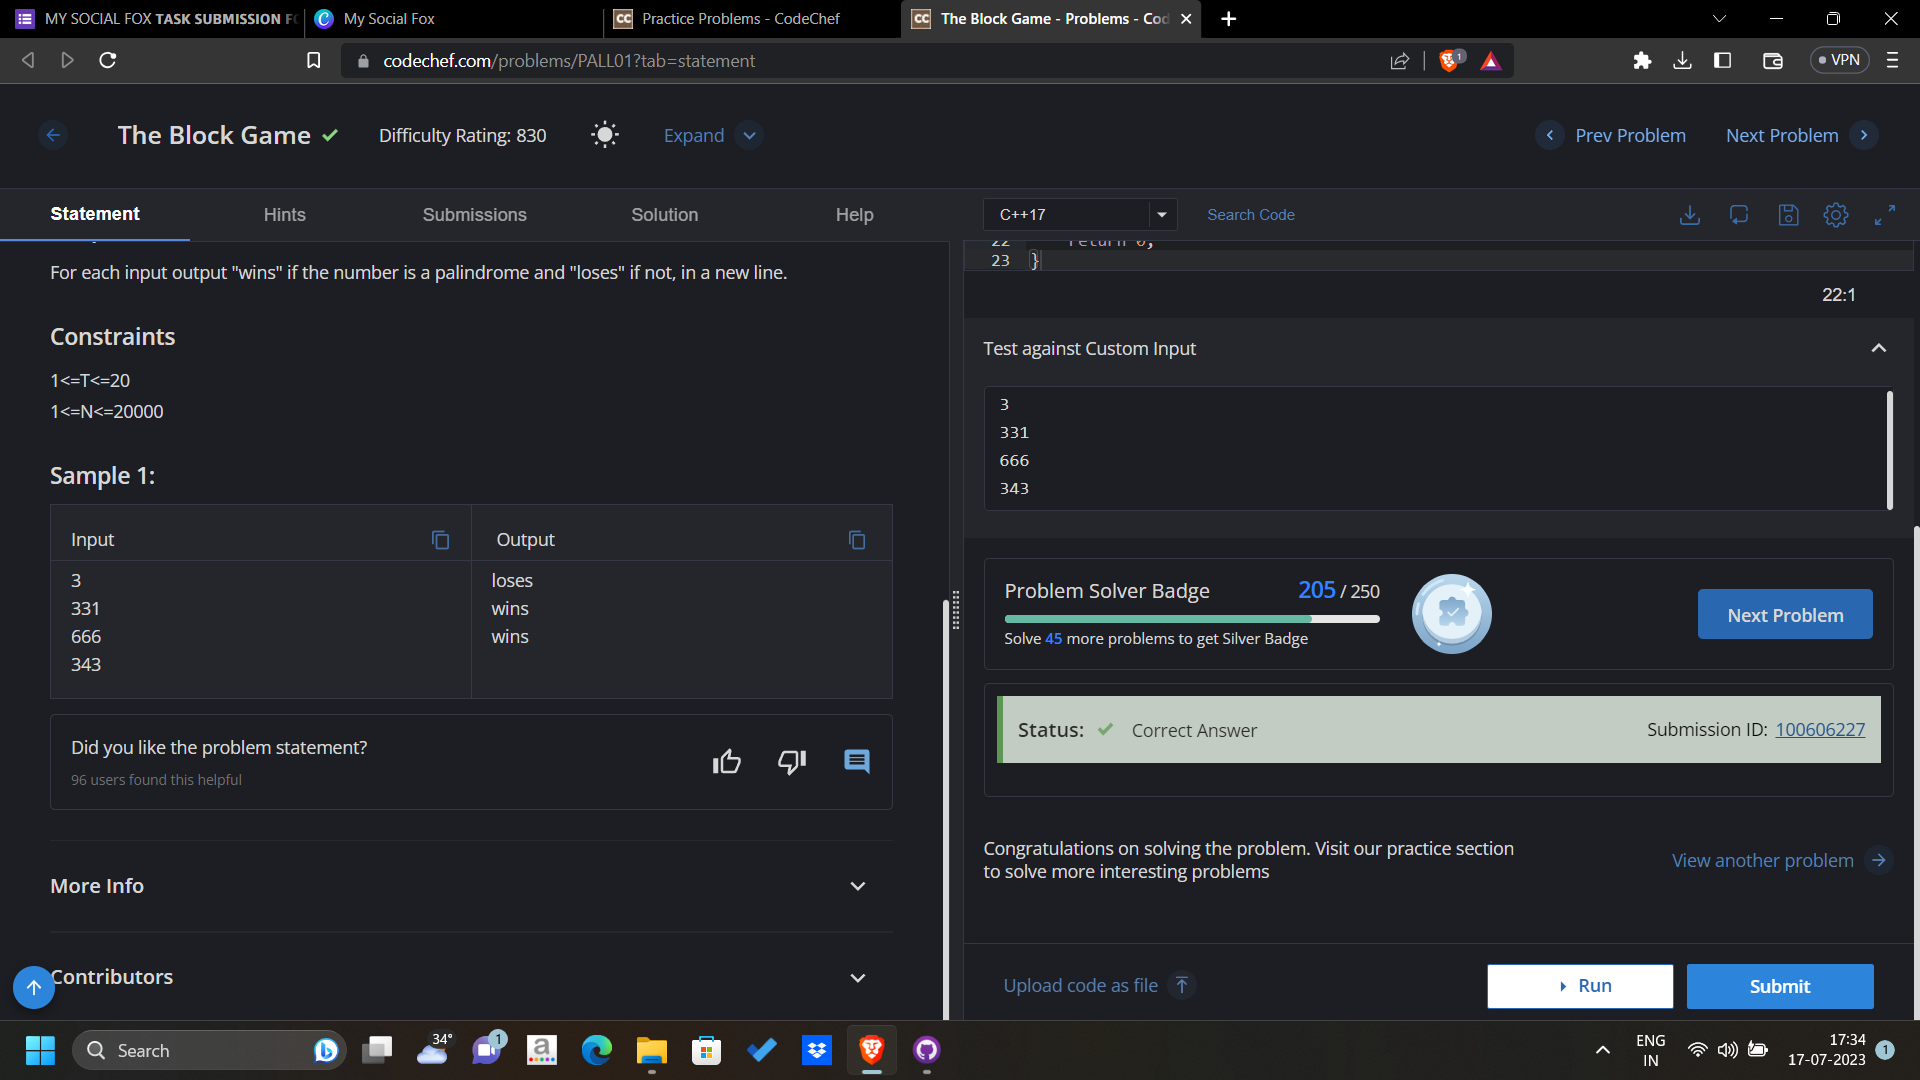 MY SOCIAL FOX TASK SUBMISSION FO
My Social Fox
Practice Problems - CodeChef
The Block Game - Problems - Cod
codechef.com/problems/PALL01?tab=statement
1
VPN
The Block Game
Difficulty Rating: 830
Expand
Prev Problem
Next Problem
Statement
Hints
Submissions
Solution
Help
For each input output "wins" if the number is a palindrome and "loses" if not, in a new line.
Constraints
1<=T<=20
1<=N<=20000
Sample 1:
Input
Output
3
331
666
343
loses
wins
wins
Did you like the problem statement?
96 users found this helpful
More Info
Contributors
C++17
Search Code
22 return 0;
23 }
22:1
Test against Custom Input
3
331
666
343
Problem Solver Badge
205 / 250
Solve 45 more problems to get Silver Badge
Next Problem
Status: Correct Answer
Submission ID: 100606227
Congratulations on solving the problem. Visit our practice section
to solve more interesting problems
View another problem
Upload code as file
Run
Submit
Search
34°
1
a
ENG
IN
17:34
17-07-2023
1